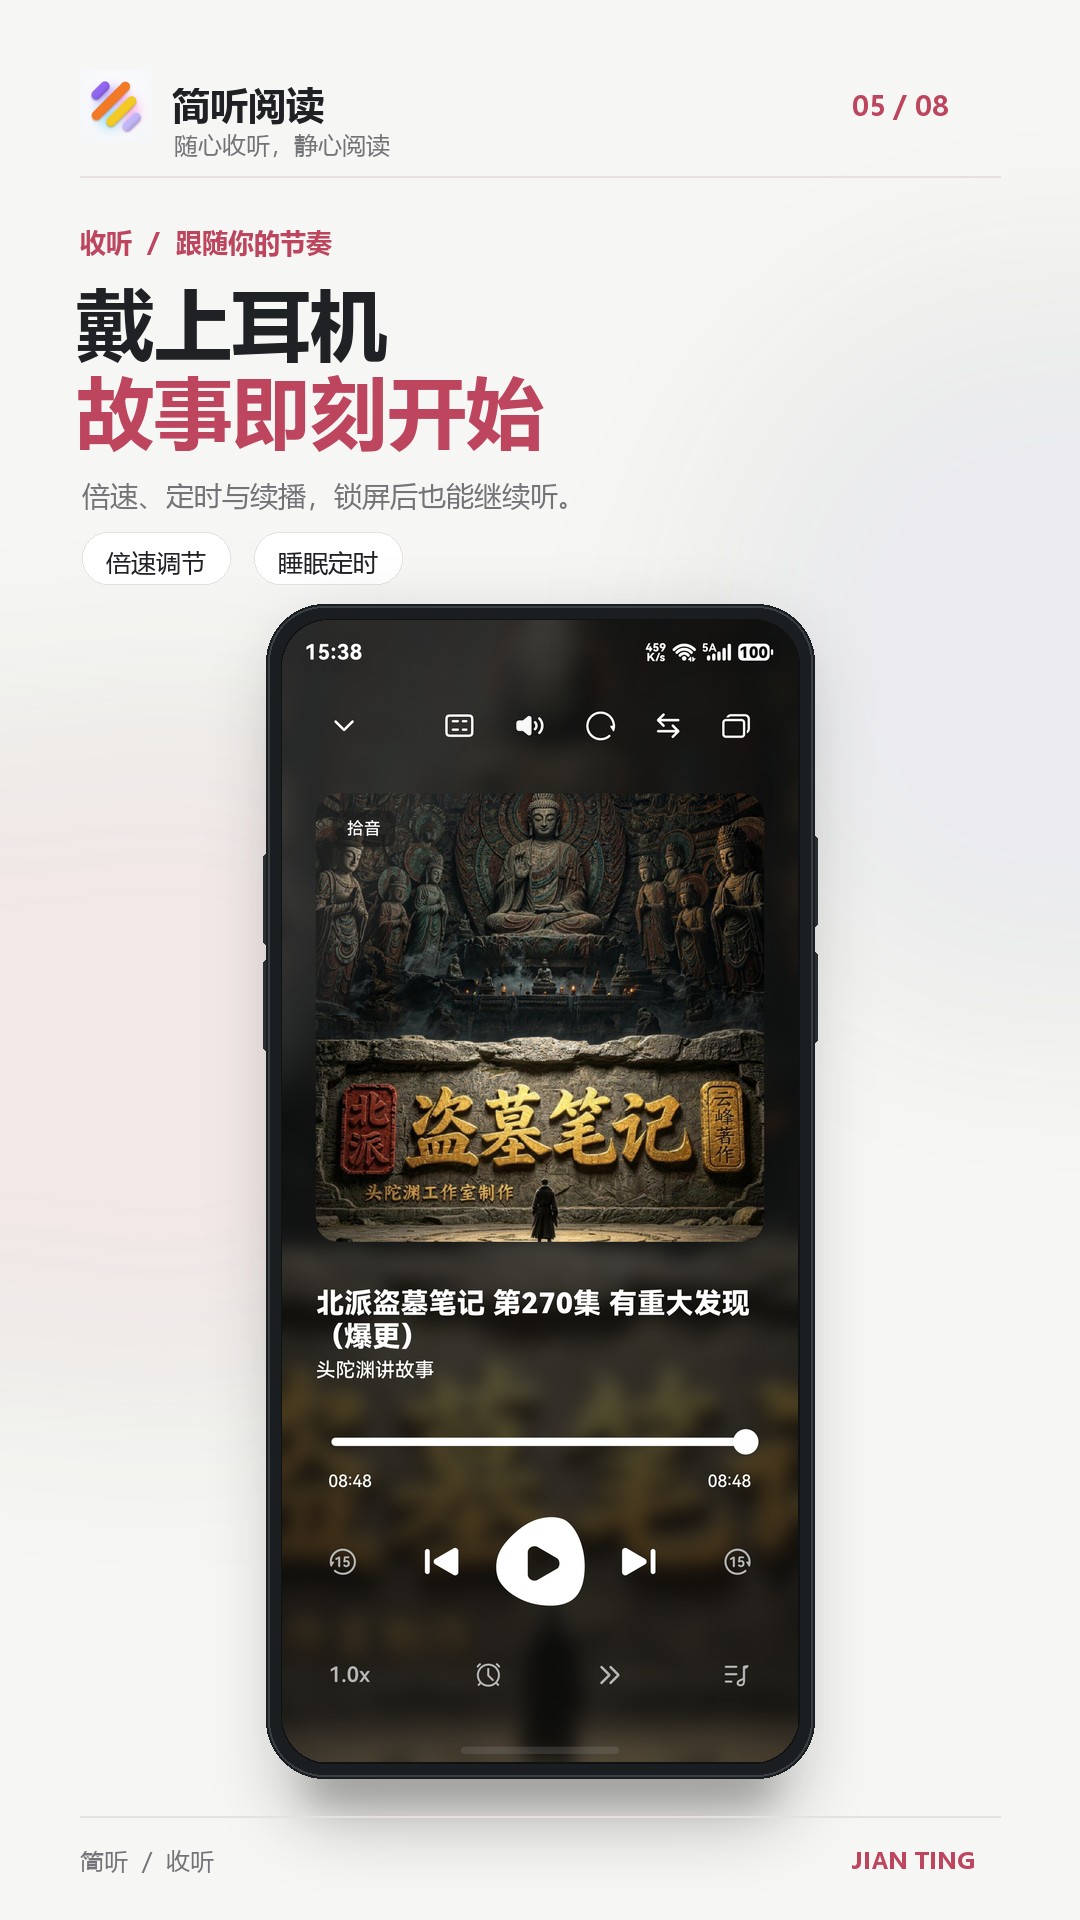 简听阅读
随心收听，静心阅读
05 / 08
收听 / 跟随你的节奏
戴上耳机
故事即刻开始
倍速、定时与续播，锁屏后也能继续听。
倍速调节
睡眠定时
15:38
459 K/s
5A
100
拾音
北派
盗墓笔记
云峰著作
头陀渊工作室制作
北派盗墓笔记 第270集 有重大发现
（爆更）
头陀渊讲故事
08:48
08:48
15
15
1.0x
简听 / 收听
JIAN TING